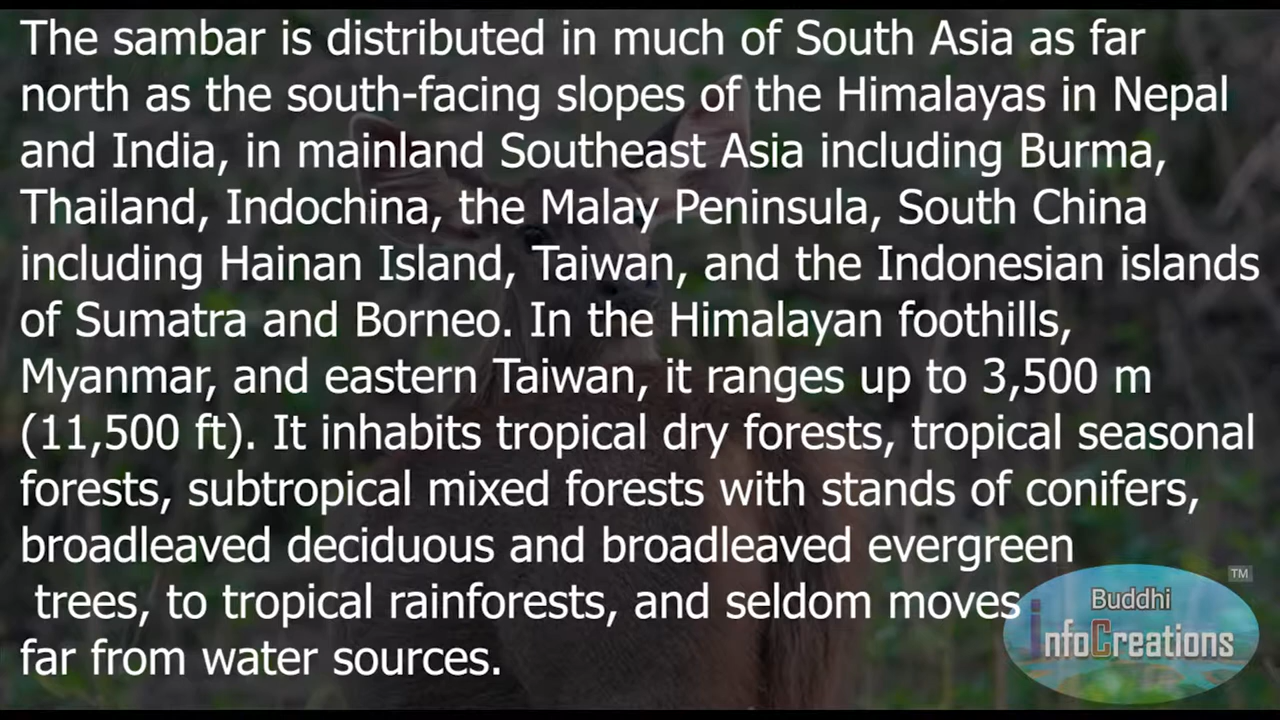 The sambar is distributed in much of South Asia as far
north as the south-facing slopes of the Himalayas in Nepal
and India, in mainland Southeast Asia including Burma,
Thailand, Indochina, the Malay Peninsula, South China
including Hainan Island, Taiwan, and the Indonesian islands
of Sumatra and Borneo. In the Himalayan foothills,
Myanmar, and eastern Taiwan, it ranges up to 3,500 m
(11,500 ft). It inhabits tropical dry forests, tropical seasonal
forests, subtropical mixed forests with stands of conifers,
broadleaved deciduous and broadleaved evergreen
trees, to tropical rainforests, and seldom moves
far from water sources.
TM
Buddhi
infoCreations